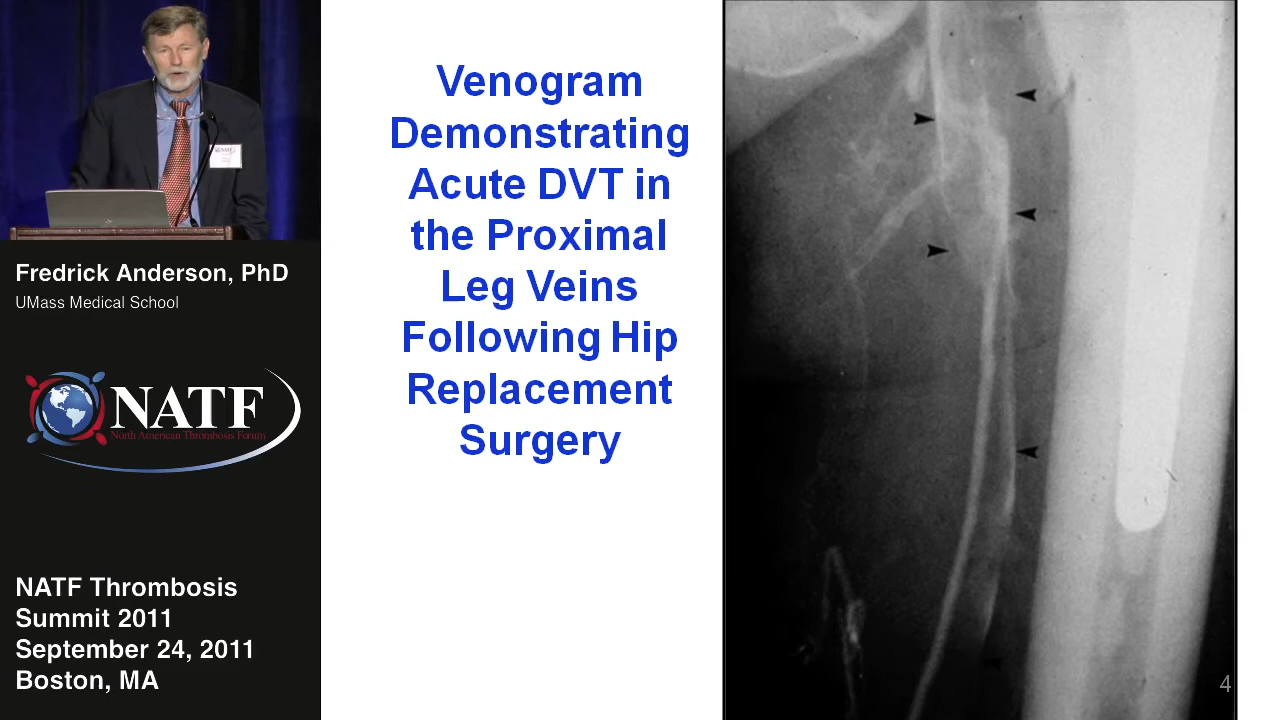 Venogram
Demonstrating
Acute DVT in
the Proximal
Leg Veins
Following Hip
Replacement
Surgery
Fredrick Anderson, PhD
UMass Medical School
NATF
North American Thrombosis Forum
NATF Thrombosis
Summit 2011
September 24, 2011
Boston, MA
4